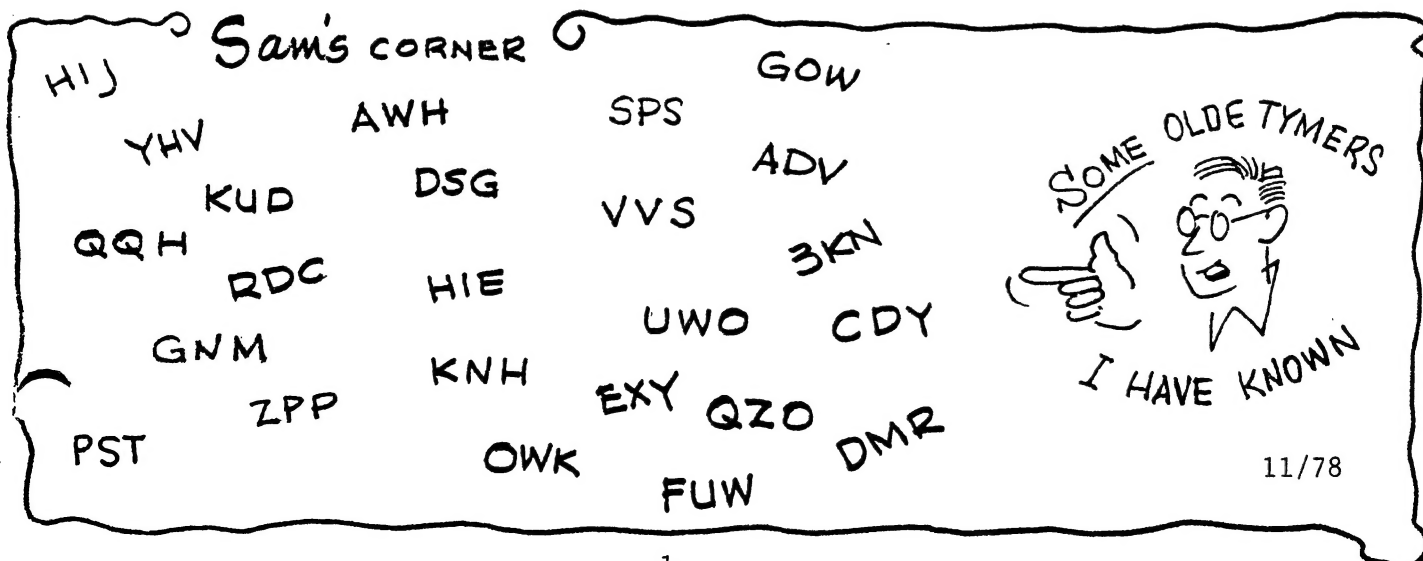 Sam's CORNER
HIJ
GOW
AWH
SPS
YHV
ADV
KUD
DSG
VVS
QQH
3KN
RDC
HIE
UWO
CDY
GNM
KNH
EXY
QZO
ZPP
DMR
PST
OWK
FUW
SOME OLDE TYMERS
I HAVE KNOWN
11/78
1